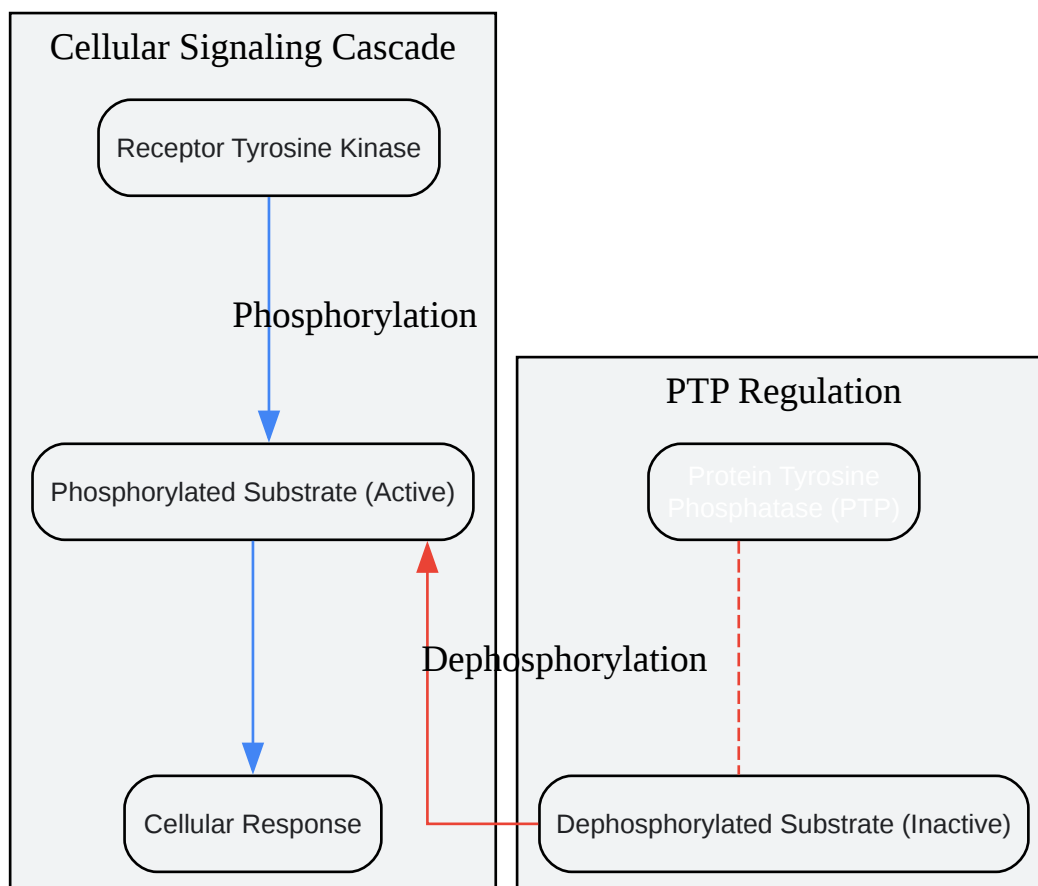 Cellular Signaling Cascade
Receptor Tyrosine Kinase
Phosphorylation
PTP Regulation
Phosphorylated Substrate (Active)
Protein Tyrosine
Phosphatase (PTP)
Dephosphorylation
Cellular Response
Dephosphorylated Substrate (Inactive)